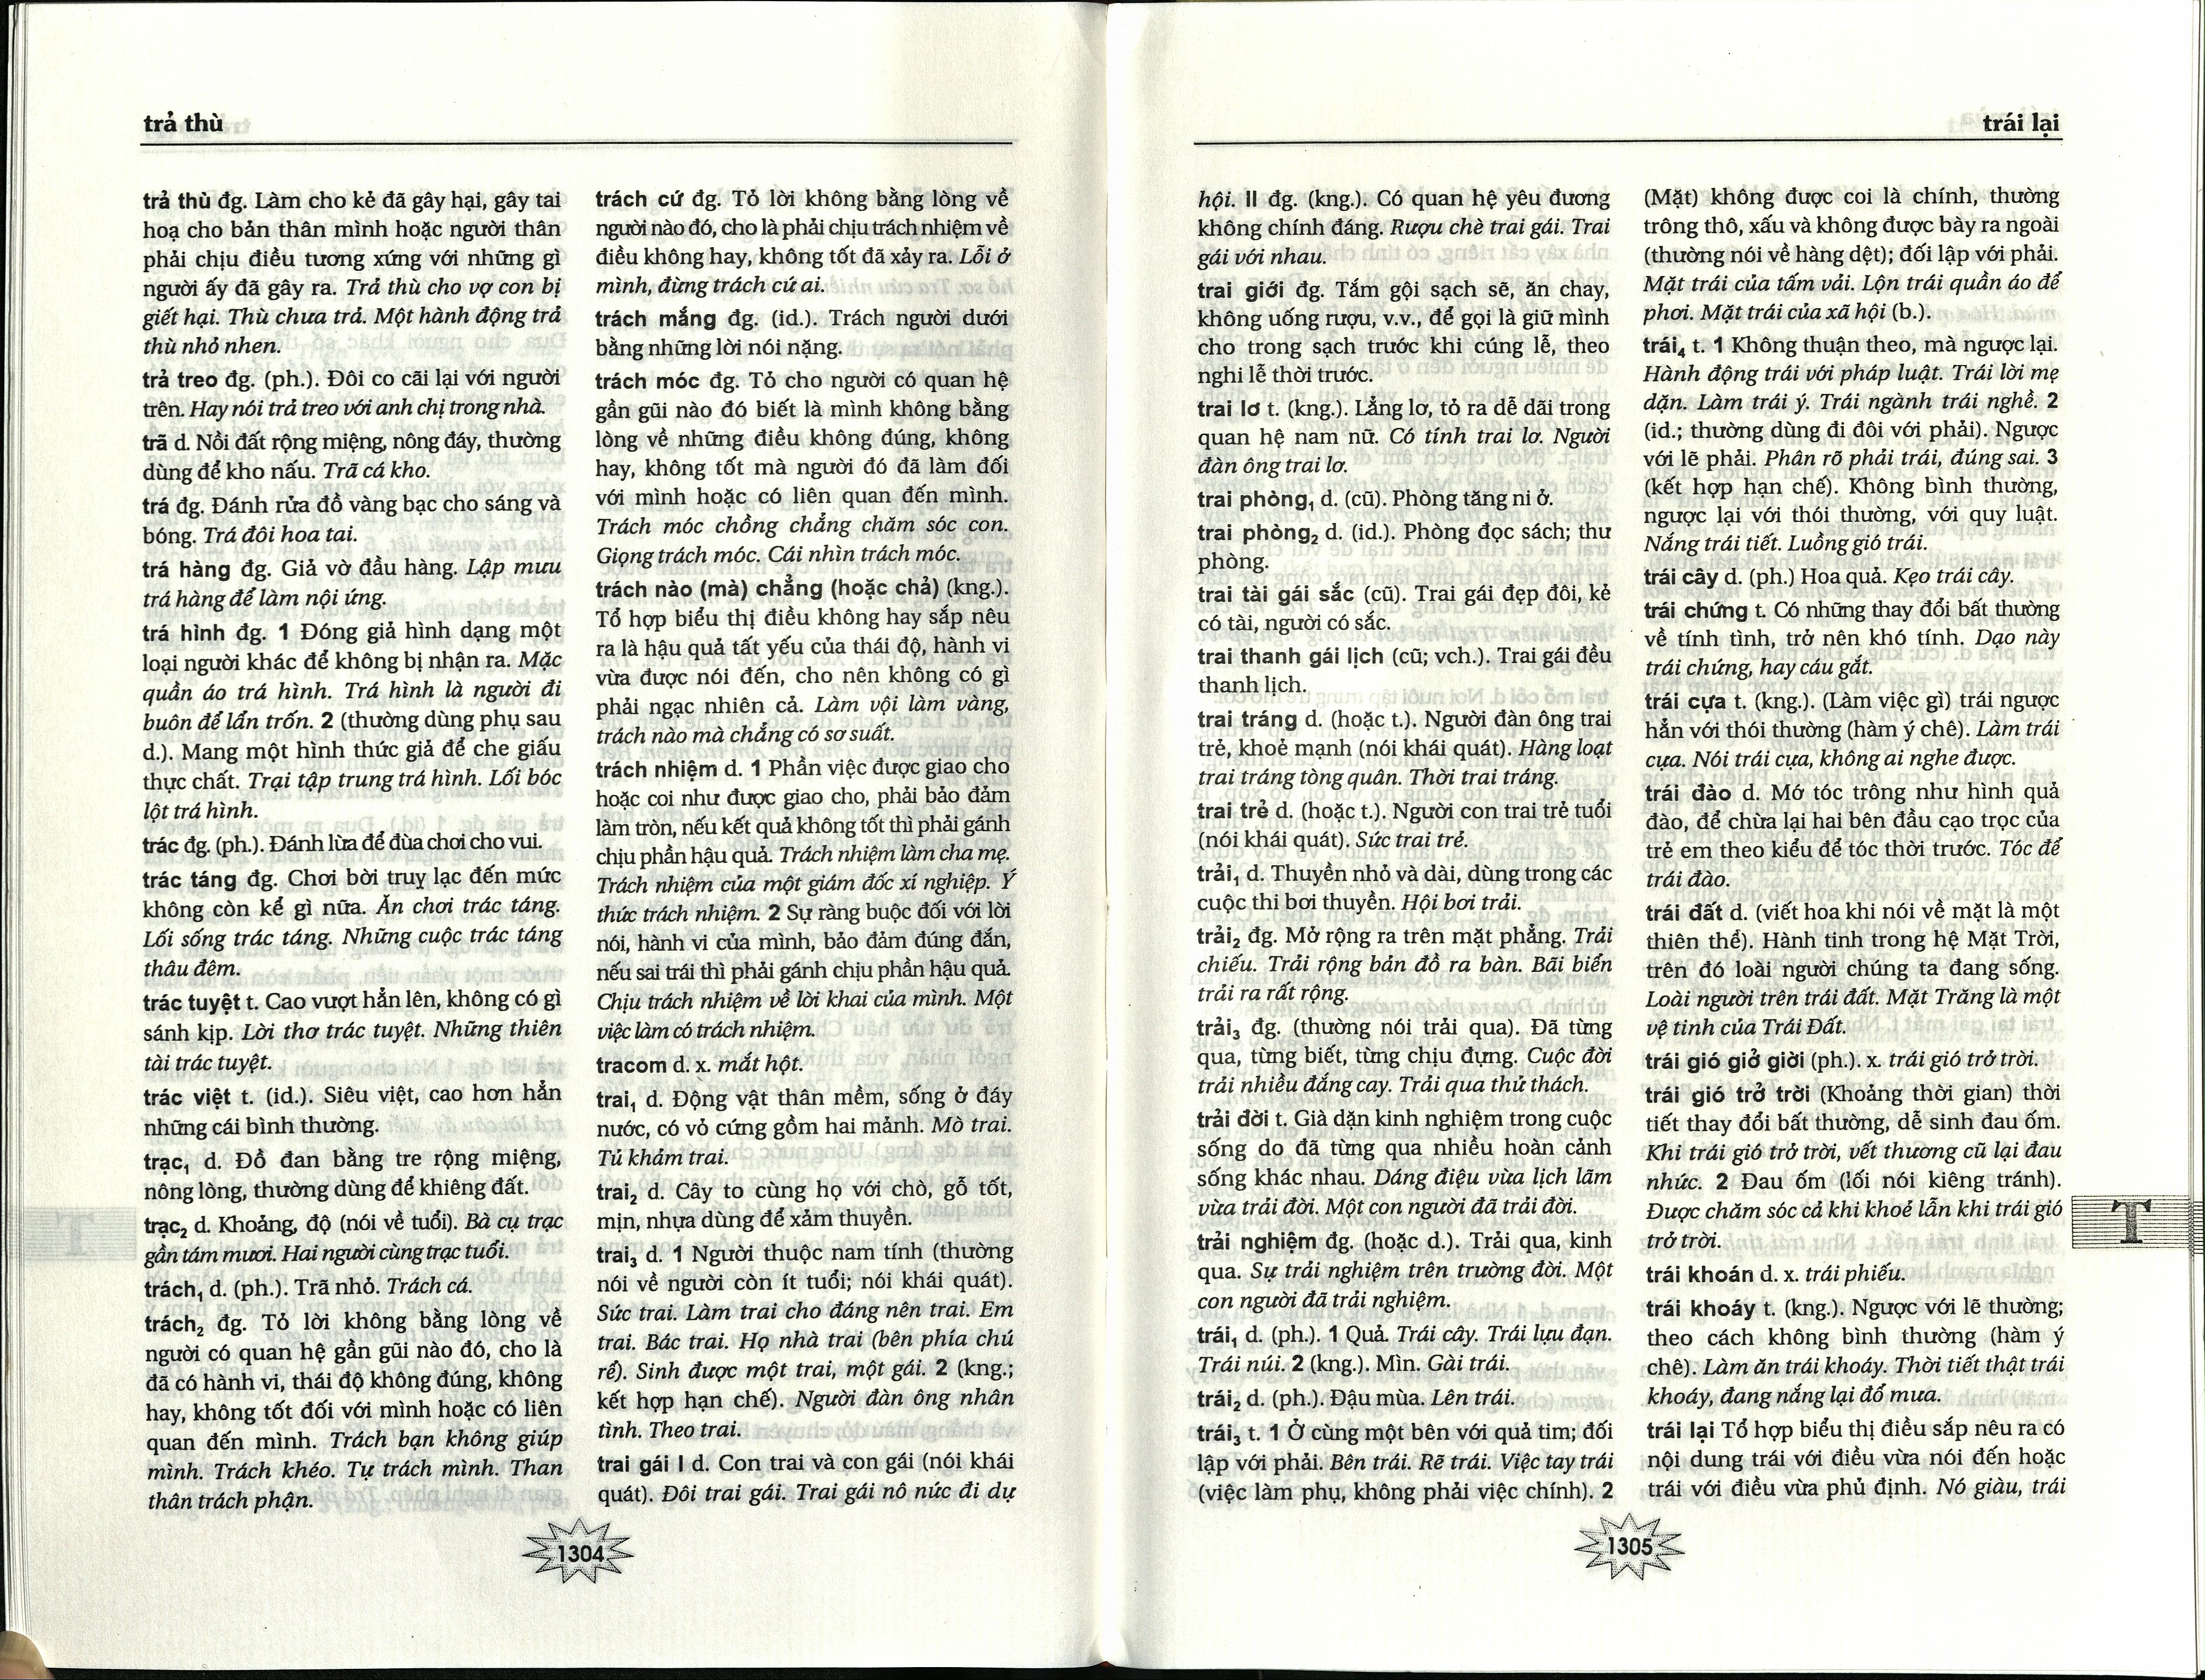 trả thù
trả thù đg. Làm cho kẻ đã gây hại, gây tai
hoạ cho bản thân mình hoặc người thân
phải chịu điều tương xứng với những gì
người ấy đã gây ra. Trả thù cho vợ con bị
giết hại. Thù chưa trả. Một hành động trả
thù nhỏ nhen.
trả treo đg. (ph.). Đôi co cãi lại với người
trên. Hay nói trả treo với anh chị trong nhà.
trã d. Nồi đất rộng miệng, nông đáy, thường
dùng để kho nấu. Trã cá kho.
trá đg. Đánh rửa đồ vàng bạc cho sáng và
bóng. Trá đôi hoa tai.
trá hàng đg. Giả vờ đầu hàng. Lập mưu
trá hàng để làm nội ứng.
trá hình đg. 1 Đóng giả hình dạng một
loại người khác để không bị nhận ra. Mặc
quần áo trá hình. Trá hình là người đi
buôn để lẩn trốn. 2 (thường dùng phụ sau
d.). Mang một hình thức giả để che giấu
thực chất. Trại tập trung trá hình. Lối bóc
lột trá hình.
trác đg. (ph.). Đánh lừa để đùa chơi cho vui.
trác táng đg. Chơi bời truỵ lạc đến mức
không còn kể gì nữa. Ăn chơi trác táng.
Lối sống trác táng. Những cuộc trác táng
thâu đêm.
trác tuyệt t. Cao vượt hẳn lên, không có gì
sánh kịp. Lời thơ trác tuyệt. Những thiên
tài trác tuyệt.
trác việt t. (id.). Siêu việt, cao hơn hẳn
những cái bình thường.
trạc₁ d. Đồ đan bằng tre rộng miệng,
nông lòng, thường dùng để khiêng đất.
trạc₂ d. Khoảng, độ (nói về tuổi). Bà cụ trạc
gần tám mươi. Hai người cùng trạc tuổi.
trách₁ d. (ph.). Trã nhỏ. Trách cá.
trách₂ đg. Tỏ lời không bằng lòng về
người có quan hệ gần gũi nào đó, cho là
đã có hành vi, thái độ không đúng, không
hay, không tốt đối với mình hoặc có liên
quan đến mình. Trách bạn không giúp
mình. Trách khéo. Tự trách mình. Than
thân trách phận.
trách cứ đg. Tỏ lời không bằng lòng về
người nào đó, cho là phải chịu trách nhiệm về
điều không hay, không tốt đã xảy ra. Lỗi ở
mình, đừng trách cứ ai.
trách mắng đg. (id.). Trách người dưới
bằng những lời nói nặng.
trách móc đg. Tỏ cho người có quan hệ
gần gũi nào đó biết là mình không bằng
lòng về những điều không đúng, không
hay, không tốt mà người đó đã làm đối
với mình hoặc có liên quan đến mình.
Trách móc chồng chẳng chăm sóc con.
Giọng trách móc. Cái nhìn trách móc.
trách nào (mà) chẳng (hoặc chả) (kng.).
Tổ hợp biểu thị điều không hay sắp nêu
ra là hậu quả tất yếu của thái độ, hành vi
vừa được nói đến, cho nên không có gì
phải ngạc nhiên cả. Làm vội làm vàng,
trách nào mà chẳng có sơ suất.
trách nhiệm d. 1 Phần việc được giao cho
hoặc coi như được giao cho, phải bảo đảm
làm tròn, nếu kết quả không tốt thì phải gánh
chịu phần hậu quả. Trách nhiệm làm cha mẹ.
Trách nhiệm của một giám đốc xí nghiệp. Ý
thức trách nhiệm. 2 Sự ràng buộc đối với lời
nói, hành vi của mình, bảo đảm đúng đắn,
nếu sai trái thì phải gánh chịu phần hậu quả.
Chịu trách nhiệm về lời khai của mình. Một
việc làm có trách nhiệm.
tracom d. x. mắt hột.
trai₁ d. Động vật thân mềm, sống ở đáy
nước, có vỏ cứng gồm hai mảnh. Mò trai.
Tủ khảm trai.
trai₂ d. Cây to cùng họ với chò, gỗ tốt,
mịn, nhựa dùng để xảm thuyền.
trai₃ d. 1 Người thuộc nam tính (thường
nói về người còn ít tuổi; nói khái quát).
Sức trai. Làm trai cho đáng nên trai. Em
trai. Bác trai. Họ nhà trai (bên phía chú
rể). Sinh được một trai, một gái. 2 (kng.;
kết hợp hạn chế). Người đàn ông nhân
tình. Theo trai.
trai gái I d. Con trai và con gái (nói khái
quát). Đôi trai gái. Trai gái nô nức đi dự
1304
trái lại
hội. II đg. (kng.). Có quan hệ yêu đương
không chính đáng. Rượu chè trai gái. Trai
gái với nhau.
trai giới đg. Tắm gội sạch sẽ, ăn chay,
không uống rượu, v.v., để gọi là giữ mình
cho trong sạch trước khi cúng lễ, theo
nghi lễ thời trước.
trai lơ t. (kng.). Lẳng lơ, tỏ ra dễ dãi trong
quan hệ nam nữ. Có tính trai lơ. Người
đàn ông trai lơ.
trai phòng₁ d. (cũ). Phòng tăng ni ở.
trai phòng₂ d. (id.). Phòng đọc sách; thư
phòng.
trai tài gái sắc (cũ). Trai gái đẹp đôi, kẻ
có tài, người có sắc.
trai thanh gái lịch (cũ; vch.). Trai gái đều
thanh lịch.
trai tráng d. (hoặc t.). Người đàn ông trai
trẻ, khoẻ mạnh (nói khái quát). Hàng loạt
trai tráng tòng quân. Thời trai tráng.
trai trẻ d. (hoặc t.). Người con trai trẻ tuổi
(nói khái quát). Sức trai trẻ.
trải₁ d. Thuyền nhỏ và dài, dùng trong các
cuộc thi bơi thuyền. Hội bơi trải.
trải₂ đg. Mở rộng ra trên mặt phẳng. Trải
chiếu. Trải rộng bản đồ ra bàn. Bãi biển
trải ra rất rộng.
trải₃ đg. (thường nói trải qua). Đã từng
qua, từng biết, từng chịu đựng. Cuộc đời
trải nhiều đắng cay. Trải qua thử thách.
trải đời t. Già dặn kinh nghiệm trong cuộc
sống do đã từng qua nhiều hoàn cảnh
sống khác nhau. Dáng điệu vừa lịch lãm
vừa trải đời. Một con người đã trải đời.
trải nghiệm đg. (hoặc d.). Trải qua, kinh
qua. Sự trải nghiệm trên trường đời. Một
con người đã trải nghiệm.
trái₁ d. (ph.). 1 Quả. Trái cây. Trái lựu đạn.
Trái núi. 2 (kng.). Mìn. Gài trái.
trái₂ d. (ph.). Đậu mùa. Lên trái.
trái₃ t. 1 Ở cùng một bên với quả tim; đối
lập với phải. Bên trái. Rẽ trái. Việc tay trái
(việc làm phụ, không phải việc chính). 2
(Mặt) không được coi là chính, thường
trông thô, xấu và không được bày ra ngoài
(thường nói về hàng dệt); đối lập với phải.
Mặt trái của tấm vải. Lộn trái quần áo để
phơi. Mặt trái của xã hội (b.).
trái₄ t. 1 Không thuận theo, mà ngược lại.
Hành động trái với pháp luật. Trái lời mẹ
dặn. Làm trái ý. Trái ngành trái nghề. 2
(id.; thường dùng đi đôi với phải). Ngược
với lẽ phải. Phân rõ phải trái, đúng sai. 3
(kết hợp hạn chế). Không bình thường,
ngược lại với thói thường, với quy luật.
Nắng trái tiết. Luồng gió trái.
trái cây d. (ph.) Hoa quả. Kẹo trái cây.
trái chứng t. Có những thay đổi bất thường
về tính tình, trở nên khó tính. Dạo này
trái chứng, hay cáu gắt.
trái cựa t. (kng.). (Làm việc gì) trái ngược
hẳn với thói thường (hàm ý chê). Làm trái
cựa. Nói trái cựa, không ai nghe được.
trái đào d. Mớ tóc trông như hình quả
đào, để chừa lại hai bên đầu cạo trọc của
trẻ em theo kiểu để tóc thời trước. Tóc để
trái đào.
trái đất d. (viết hoa khi nói về mặt là một
thiên thể). Hành tinh trong hệ Mặt Trời,
trên đó loài người chúng ta đang sống.
Loài người trên trái đất. Mặt Trăng là một
vệ tinh của Trái Đất.
trái gió giở giời (ph.). x. trái gió trở trời.
trái gió trở trời (Khoảng thời gian) thời
tiết thay đổi bất thường, dễ sinh đau ốm.
Khi trái gió trở trời, vết thương cũ lại đau
nhức. 2 Đau ốm (lối nói kiêng tránh).
Được chăm sóc cả khi khoẻ lẫn khi trái gió
trở trời.
trái khoán d. x. trái phiếu.
trái khoáy t. (kng.). Ngược với lẽ thường;
theo cách không bình thường (hàm ý
chê). Làm ăn trái khoáy. Thời tiết thật trái
khoáy, đang nắng lại đổ mưa.
trái lại Tổ hợp biểu thị điều sắp nêu ra có
nội dung trái với điều vừa nói đến hoặc
trái với điều vừa phủ định. Nó giàu, trái
T
1305